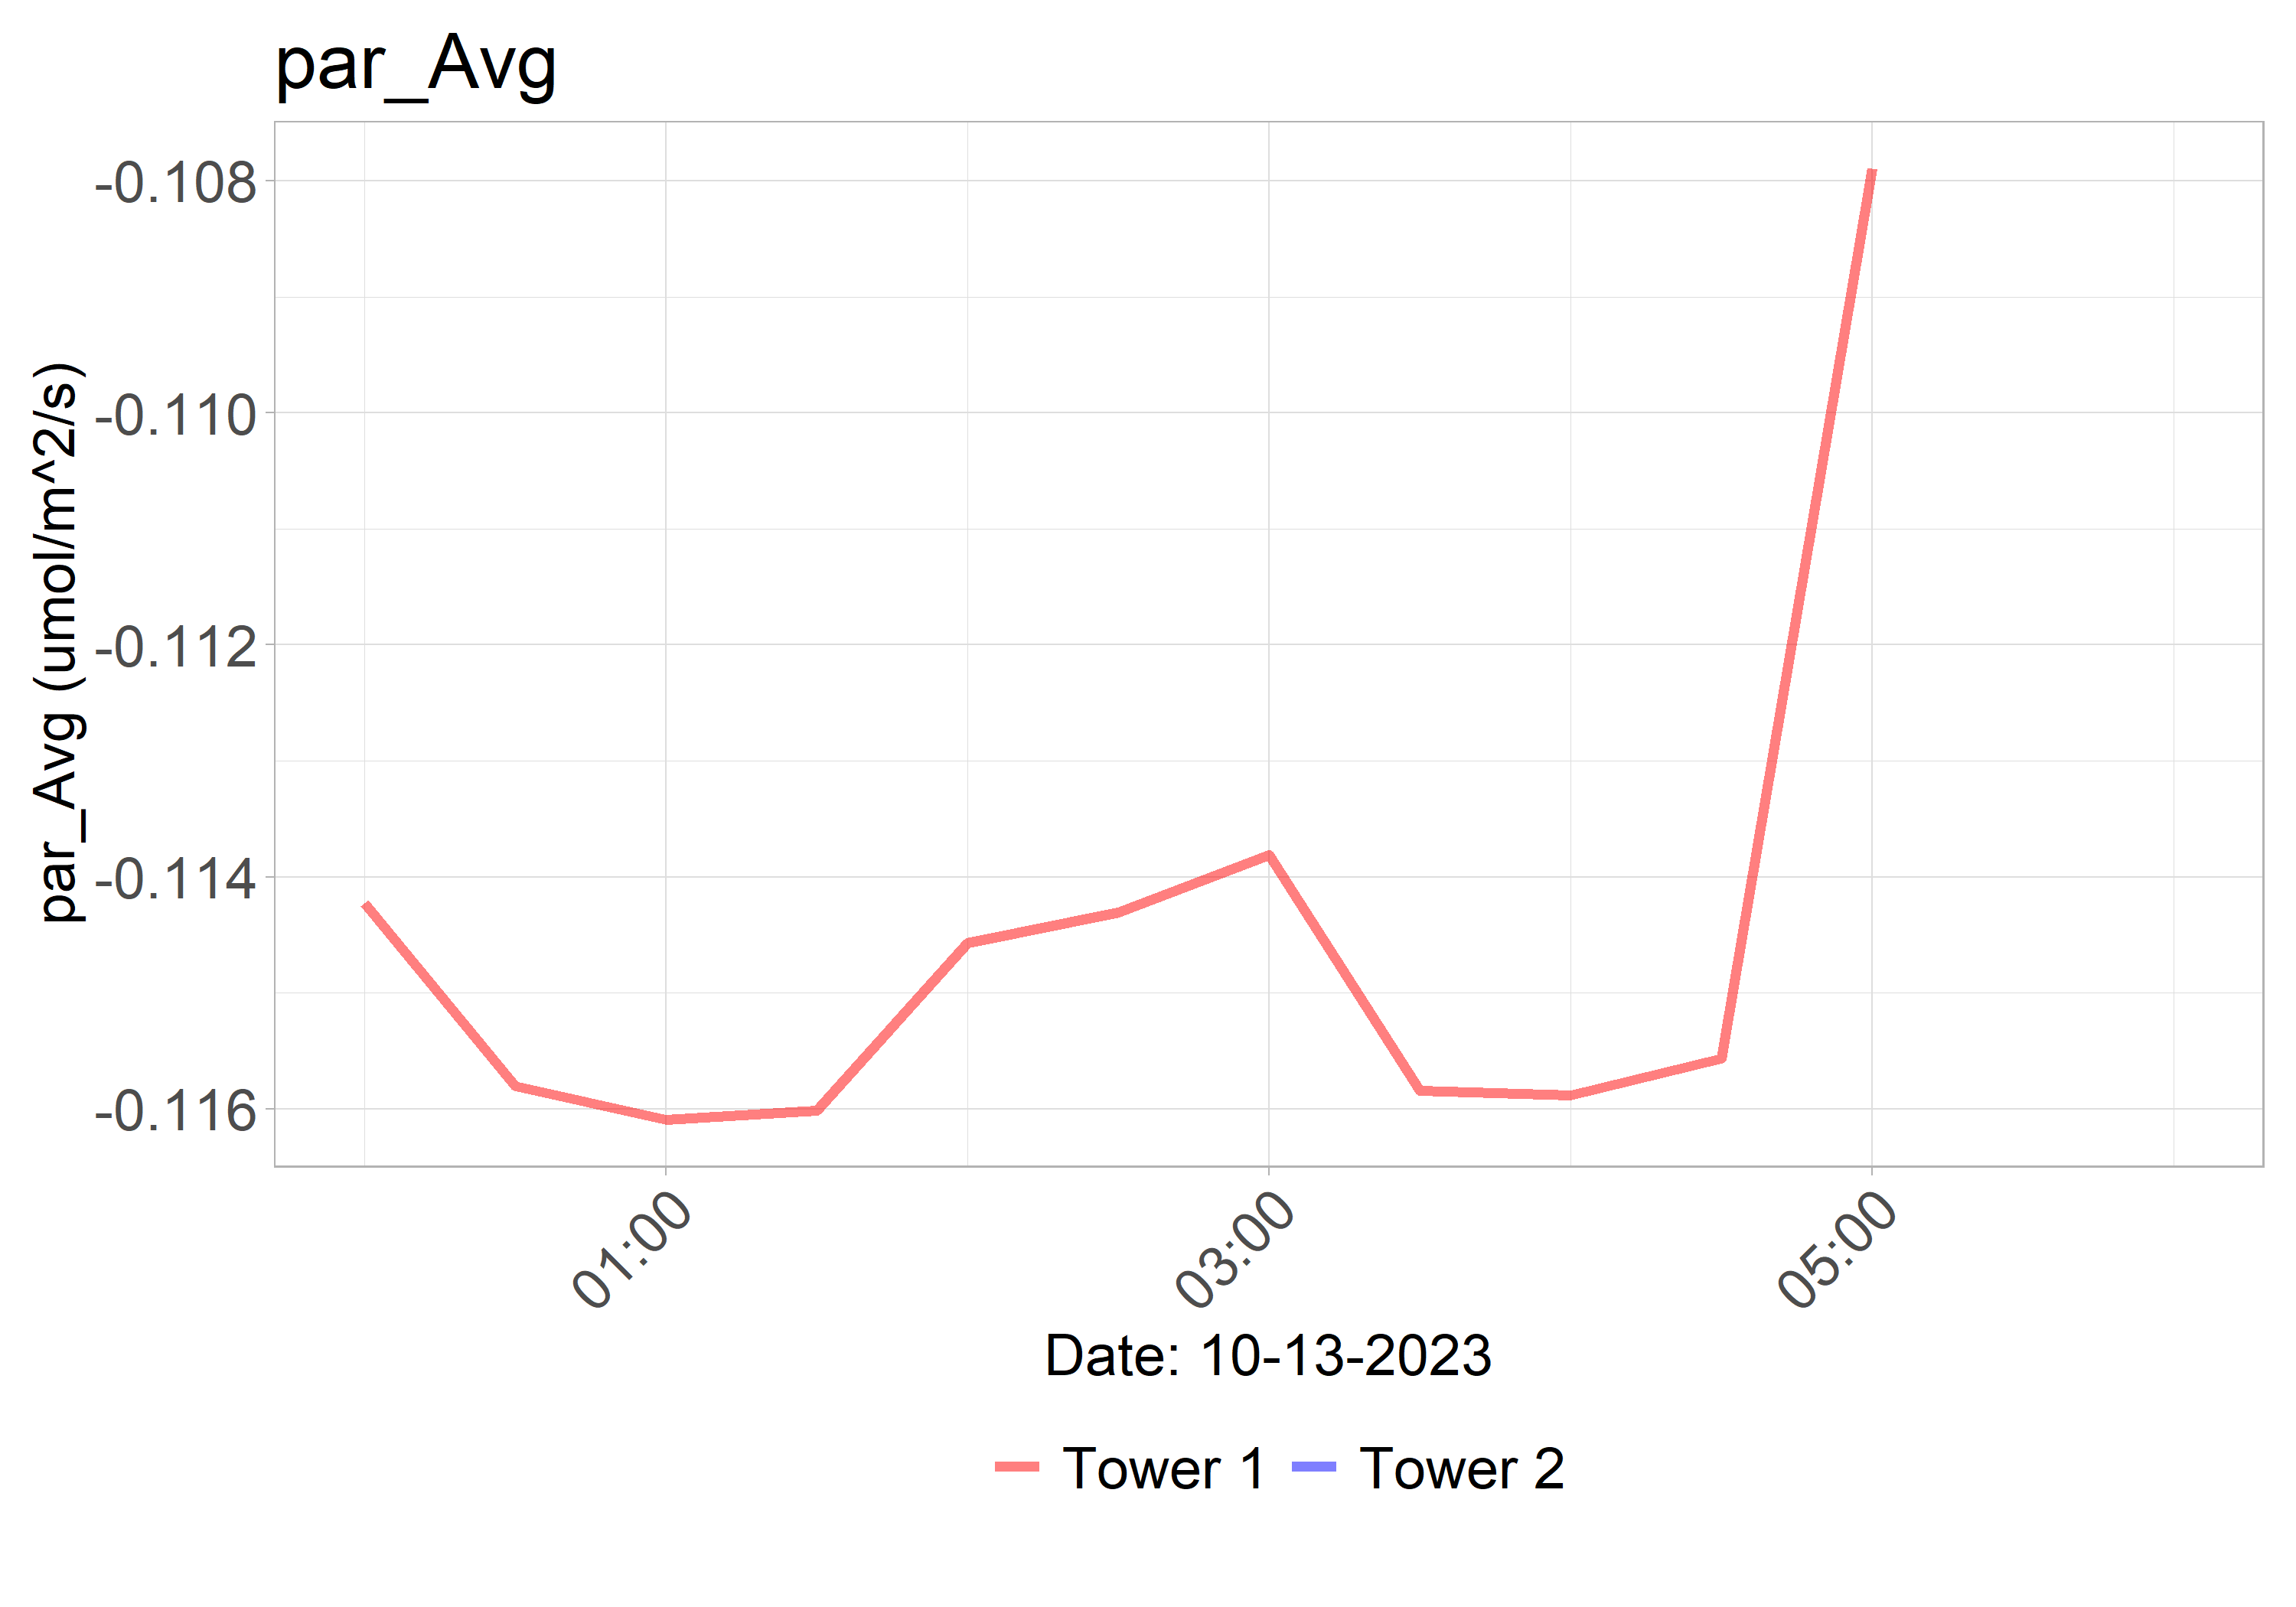 par_Avg
par_Avg (umol/m^2/s)
-0.108
-0.110
-0.112
-0.114
-0.116
01:00
03:00
05:00
Date: 10-13-2023
Tower 1
Tower 2